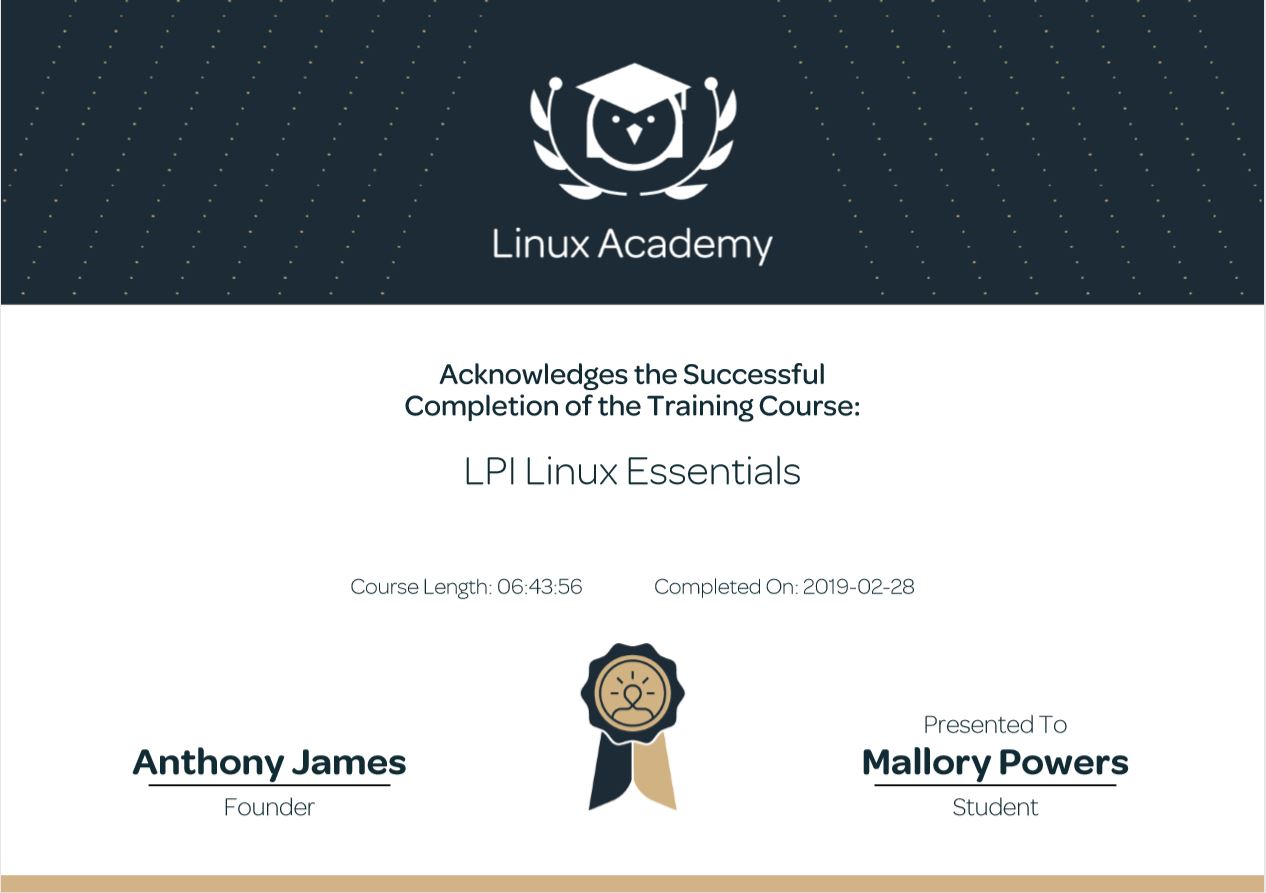 Linux Academy
Acknowledges the Successful
Completion of the Training Course:
LPI Linux Essentials
Course Length: 06:43:56
Completed On: 2019-02-28
Anthony James
Founder
Presented To
Mallory Powers
Student